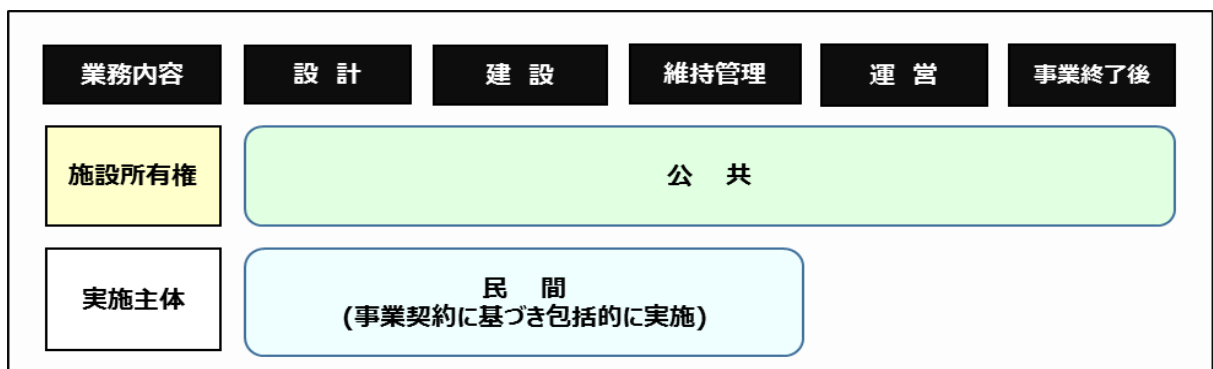 業務内容 設計 建設 維持管理 運営 事業終了後
施設所有権 公共
実施主体 民間
(事業契約に基づき包括的に実施)